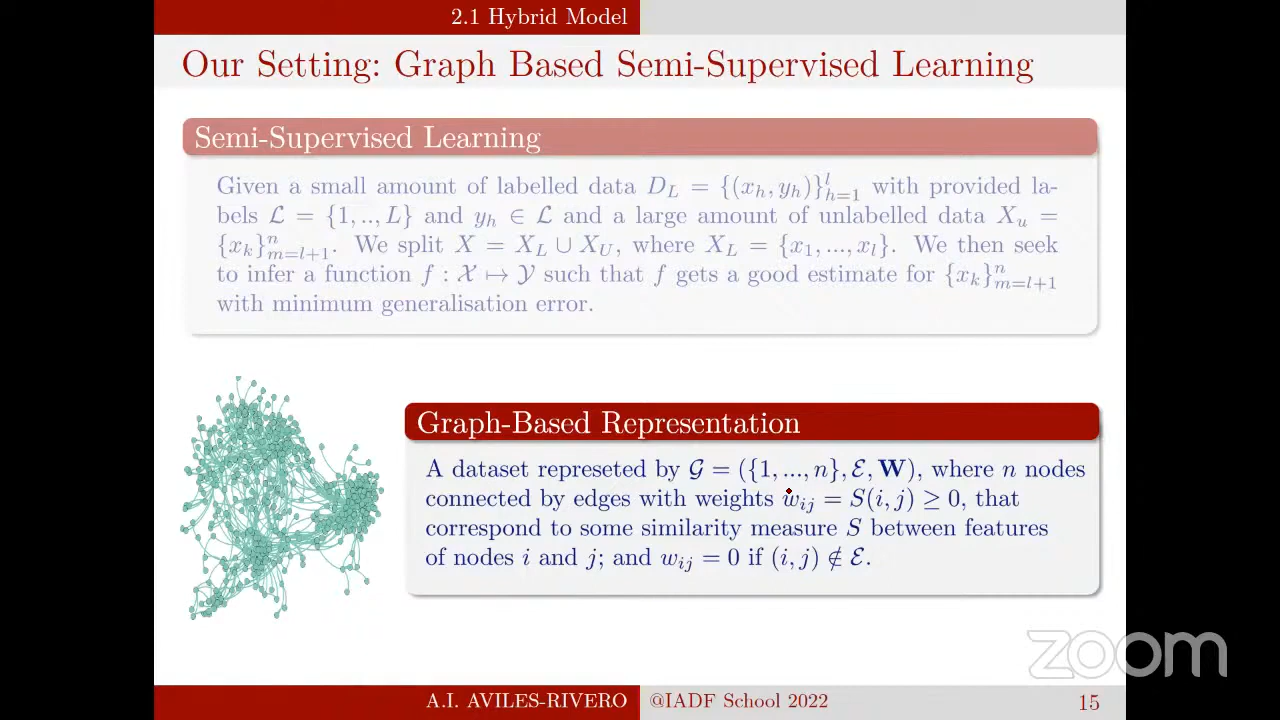 2.1 Hybrid Model
Our Setting: Graph Based Semi-Supervised Learning
Semi-Supervised Learning
Given a small amount of labelled data D_L = {(x_h, y_h)}_{h=1}^l with provided la-
bels ℒ = {1, .., L} and y_h ∈ ℒ and a large amount of unlabelled data X_u =
{x_k}_{m=l+1}^n. We split X = X_L ∪ X_U, where X_L = {x_1, ..., x_l}. We then seek
to infer a function f : 𝒳 ↦ 𝒴 such that f gets a good estimate for {x_k}_{m=l+1}^n
with minimum generalisation error.
Graph-Based Representation
A dataset represeted by 𝒢 = ({1, ..., n}, ℰ, W), where n nodes
connected by edges with weights w_{ij} = S(i, j) ≥ 0, that
correspond to some similarity measure S between features
of nodes i and j; and w_{ij} = 0 if (i, j) ∉ ℰ.
zoom
A.I. AVILES-RIVERO @IADF School 2022 15